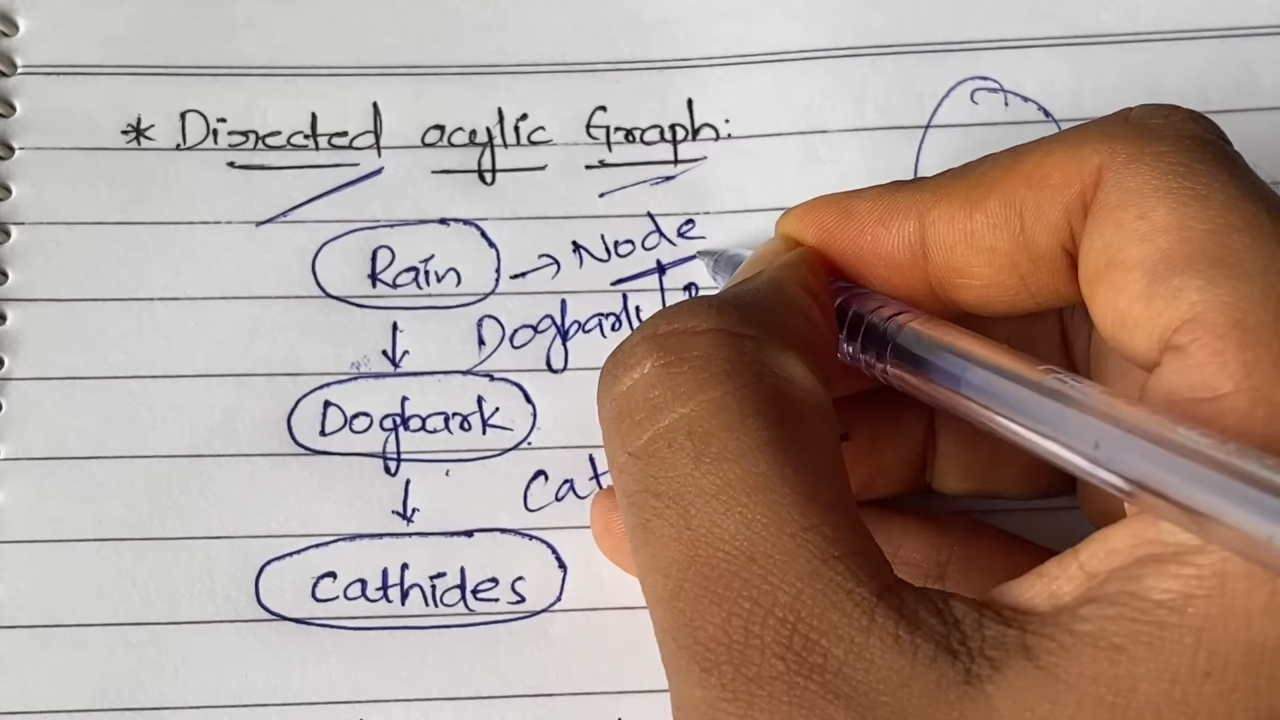 * Directed acylic Graph:
Rain → Node
Dogbark
Dogbark
Cat
Cathides